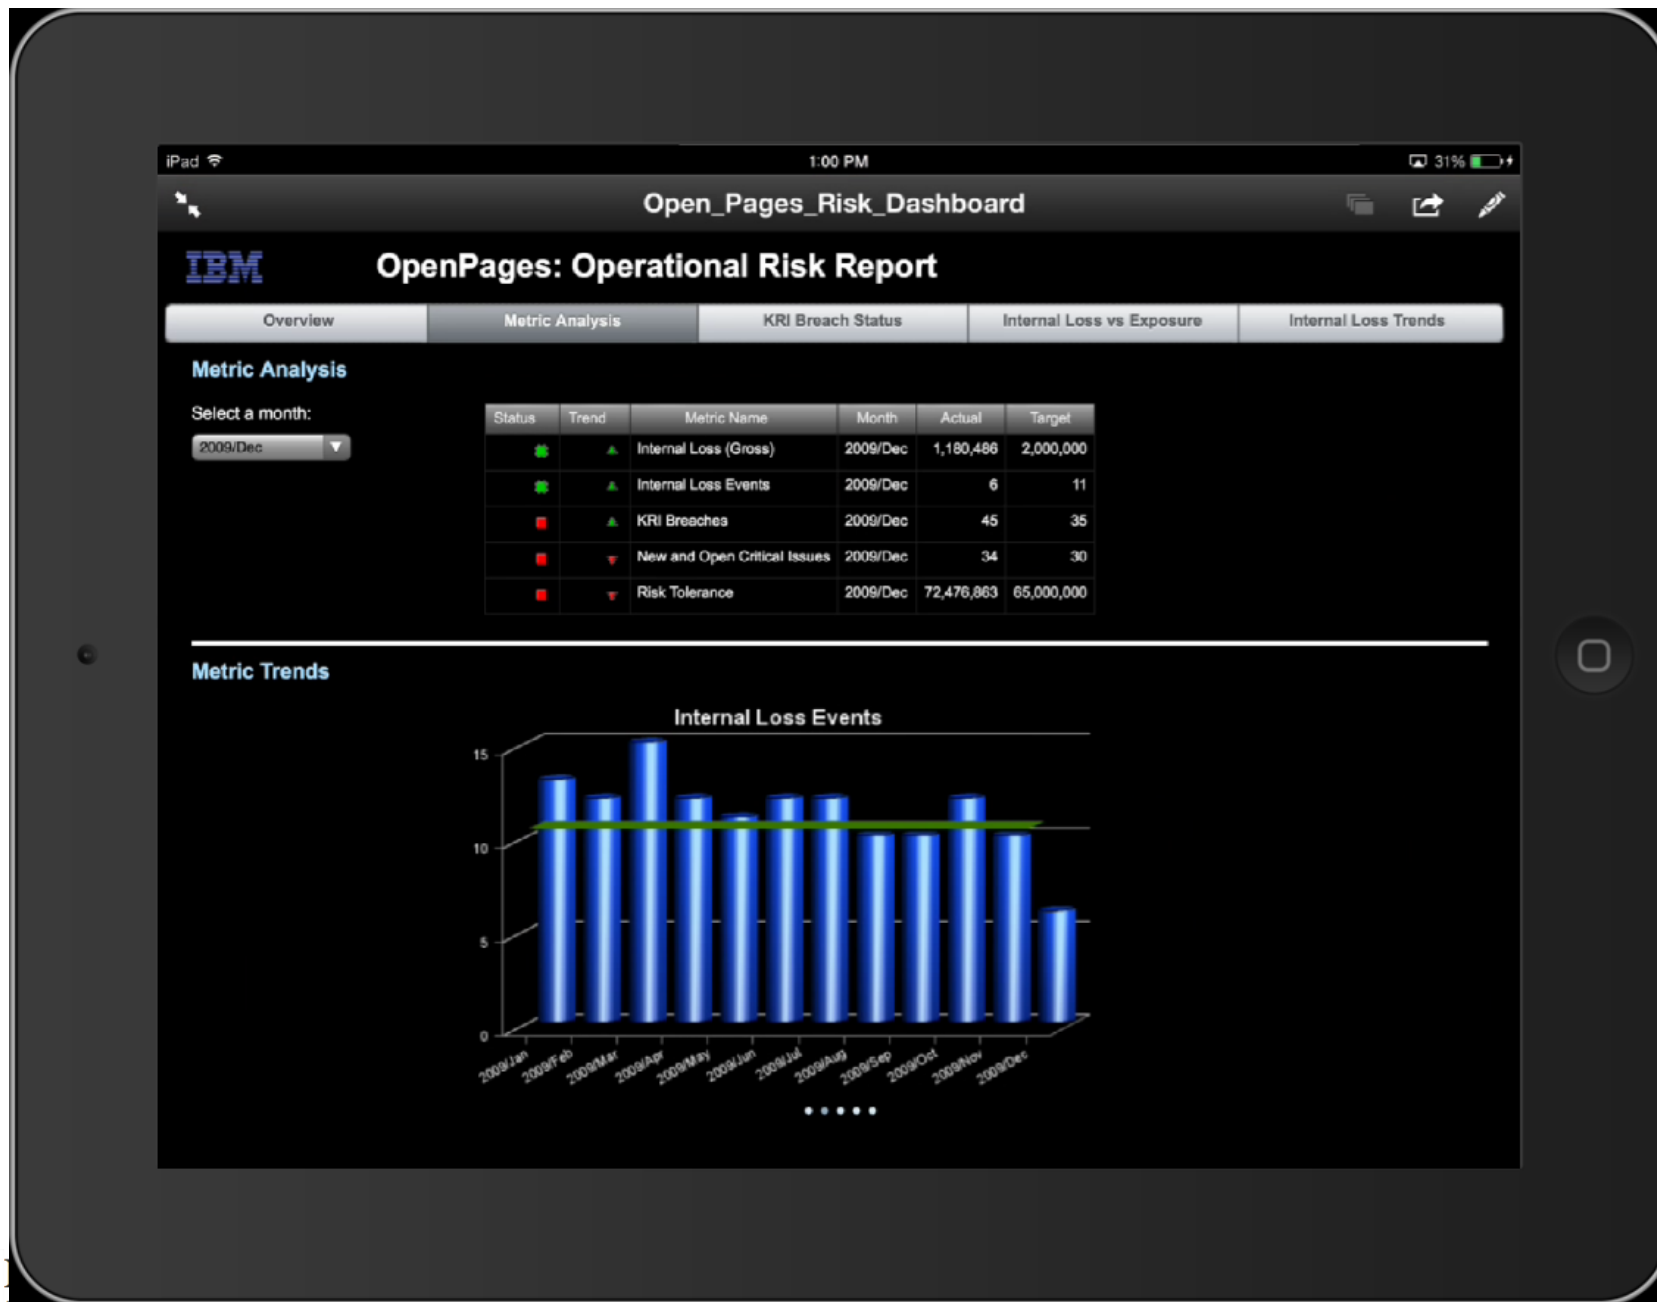 iPad 1:00 PM 31%
Open_Pages_Risk_Dashboard
IBM OpenPages: Operational Risk Report
Overview Metric Analysis KRI Breach Status Internal Loss vs Exposure Internal Loss Trends
Metric Analysis
Select a month:
2009/Dec
Status Trend Metric Name Month Actual Target
Internal Loss (Gross) 2009/Dec 1,180,486 2,000,000
Internal Loss Events 2009/Dec 6 11
KRI Breaches 2009/Dec 45 35
New and Open Critical Issues 2009/Dec 34 30
Risk Tolerance 2009/Dec 72,476,863 65,000,000
Metric Trends
Internal Loss Events
15
10
5
0
2009/Jan 2009/Feb 2009/Mar 2009/Apr 2009/May 2009/Jun 2009/Jul 2009/Aug 2009/Sep 2009/Oct 2009/Nov 2009/Dec